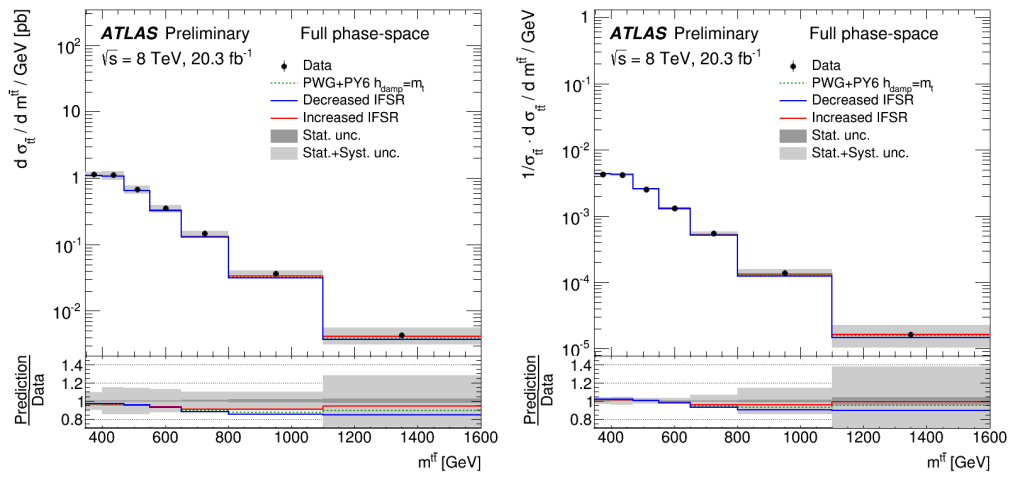 d σ_tt̄ / d m^tt̄ / GeV [pb]
ATLAS Preliminary
√s = 8 TeV, 20.3 fb⁻¹
Full phase-space
Data
PWG+PY6 h_damp=m_t
Decreased IFSR
Increased IFSR
Stat. unc.
Stat.+Syst. unc.
10²
10
1
10⁻¹
10⁻²
Prediction
Data
1.4
1.2
1
0.8
400 600 800 1000 1200 1400 1600
m^tt̄ [GeV]
1/σ_tt̄ · d σ_tt̄ / d m^tt̄ / GeV
ATLAS Preliminary
√s = 8 TeV, 20.3 fb⁻¹
Full phase-space
Data
PWG+PY6 h_damp=m_t
Decreased IFSR
Increased IFSR
Stat. unc.
Stat.+Syst. unc.
1
10⁻¹
10⁻²
10⁻³
10⁻⁴
10⁻⁵
Prediction
Data
1.4
1.2
1
0.8
400 600 800 1000 1200 1400 1600
m^tt̄ [GeV]